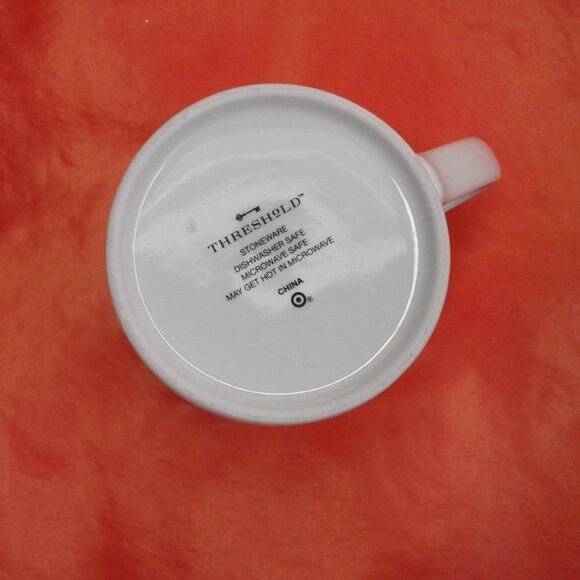 THRESHOLD™
STONEWARE
DISHWASHER SAFE
MICROWAVE SAFE
MAY GET HOT IN MICROWAVE
CHINA
®